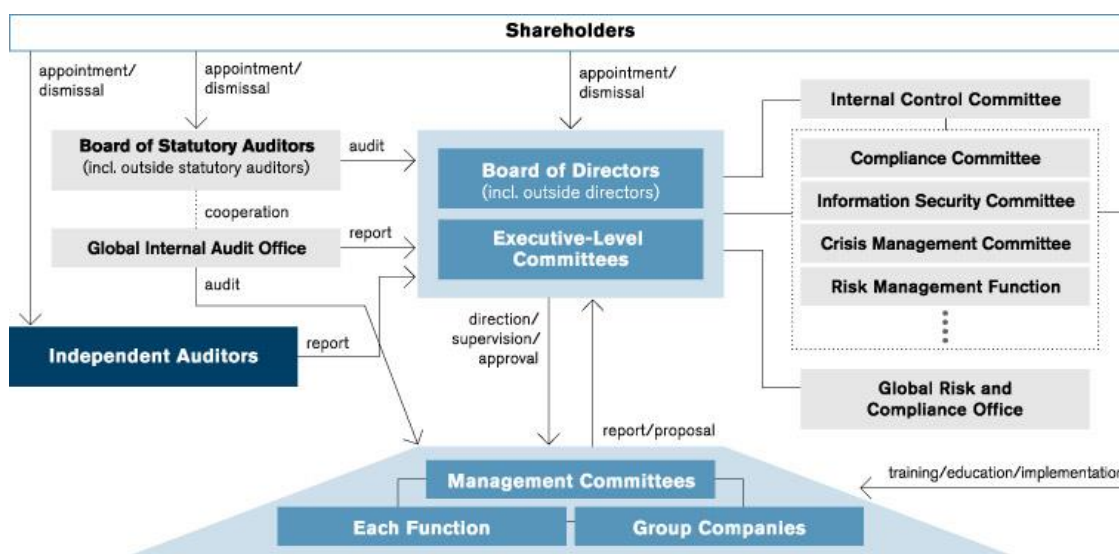 Shareholders
appointment/
dismissal
appointment/
dismissal
appointment/
dismissal
Board of Statutory Auditors
(incl. outside statutory auditors)
audit
Board of Directors
(incl. outside directors)
Internal Control Committee
Compliance Committee
Information Security Committee
cooperation
Global Internal Audit Office
report
Executive-Level
Committees
Crisis Management Committee
Risk Management Function
audit
Independent Auditors
report
direction/
supervision/
approval
Global Risk and
Compliance Office
report/proposal
Management Committees
training/education/implementation
Each Function
Group Companies